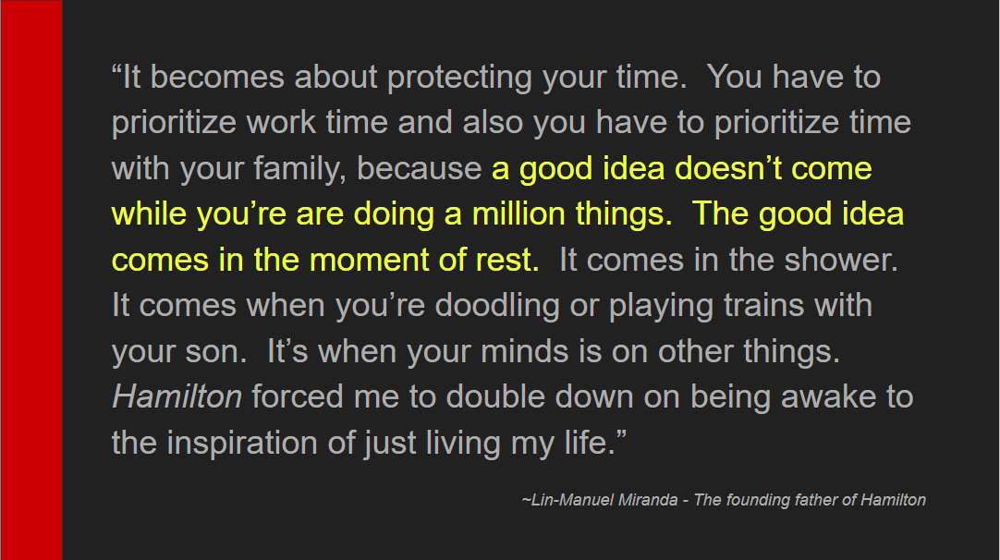 “It becomes about protecting your time.  You have to
prioritize work time and also you have to prioritize time
with your family, because a good idea doesn’t come
while you’re are doing a million things.  The good idea
comes in the moment of rest.  It comes in the shower.
It comes when you’re doodling or playing trains with
your son.  It’s when your minds is on other things.
Hamilton forced me to double down on being awake to
the inspiration of just living my life.”
~Lin-Manuel Miranda - The founding father of Hamilton